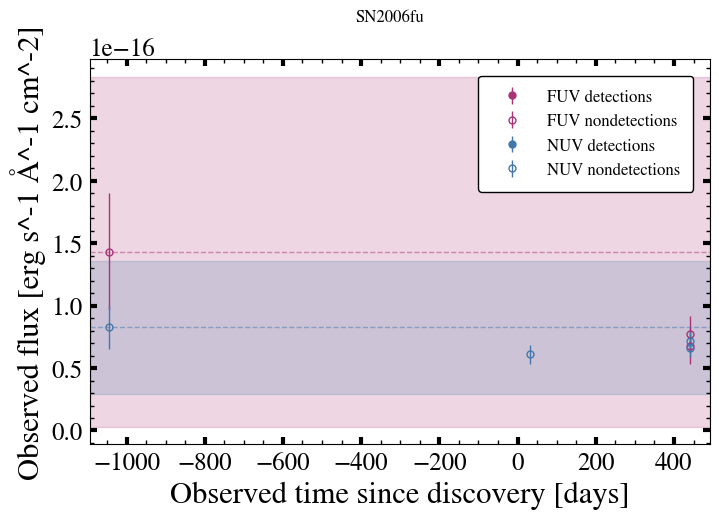 SN2006fu
1e−16
Observed flux [erg s^-1 Å^-1 cm^-2]
2.5
2.0
1.5
1.0
0.5
0.0
FUV detections
FUV nondetections
NUV detections
NUV nondetections
−1000 −800 −600 −400 −200 0 200 400
Observed time since discovery [days]